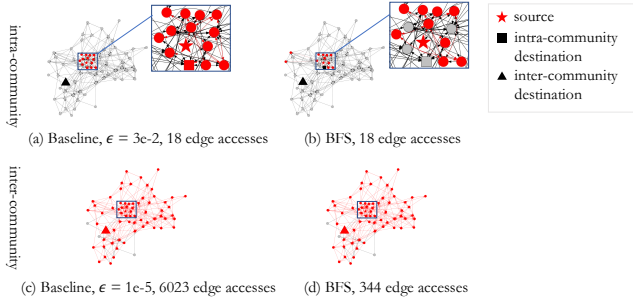 intra-community
(a) Baseline, ϵ = 3e-2, 18 edge accesses
(b) BFS, 18 edge accesses
source
intra-community
destination
inter-community
destination
inter-community
(c) Baseline, ϵ = 1e-5, 6023 edge accesses
(d) BFS, 344 edge accesses